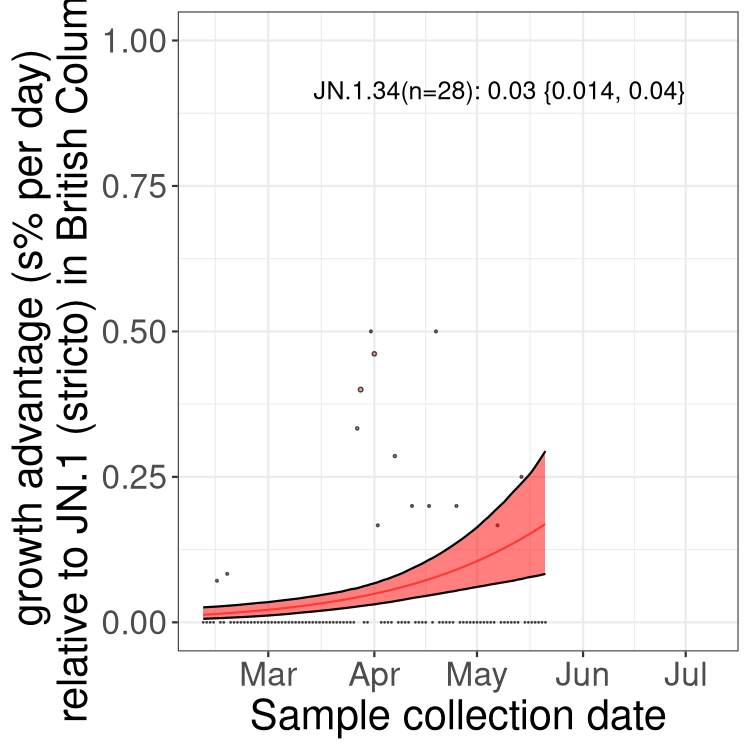 growth advantage (s% per day)
relative to JN.1 (stricto) in British Colum
1.00
0.75
0.50
0.25
0.00
JN.1.34(n=28): 0.03 {0.014, 0.04}
Mar Apr May Jun Jul
Sample collection date